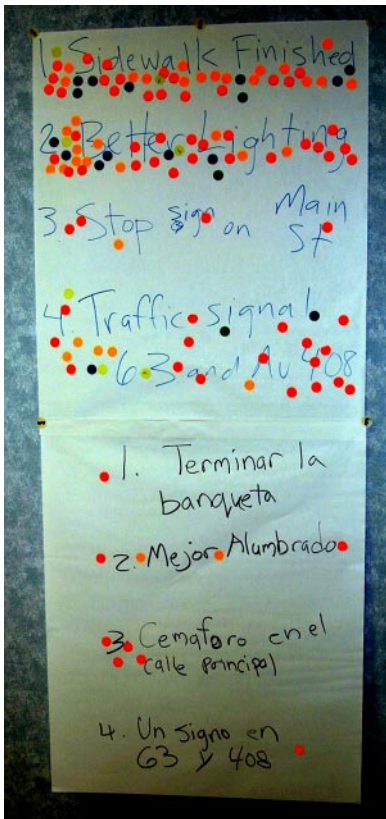 1. Sidewalk Finished
2. Better Lighting
3. Stop sign on Main St
4. Traffic signal
63 and Av 408
1. Terminar la
banqueta
2. Mejor Alumbrado
3. Cemaforo en el
calle principal
4. Un signo en
63 y 408